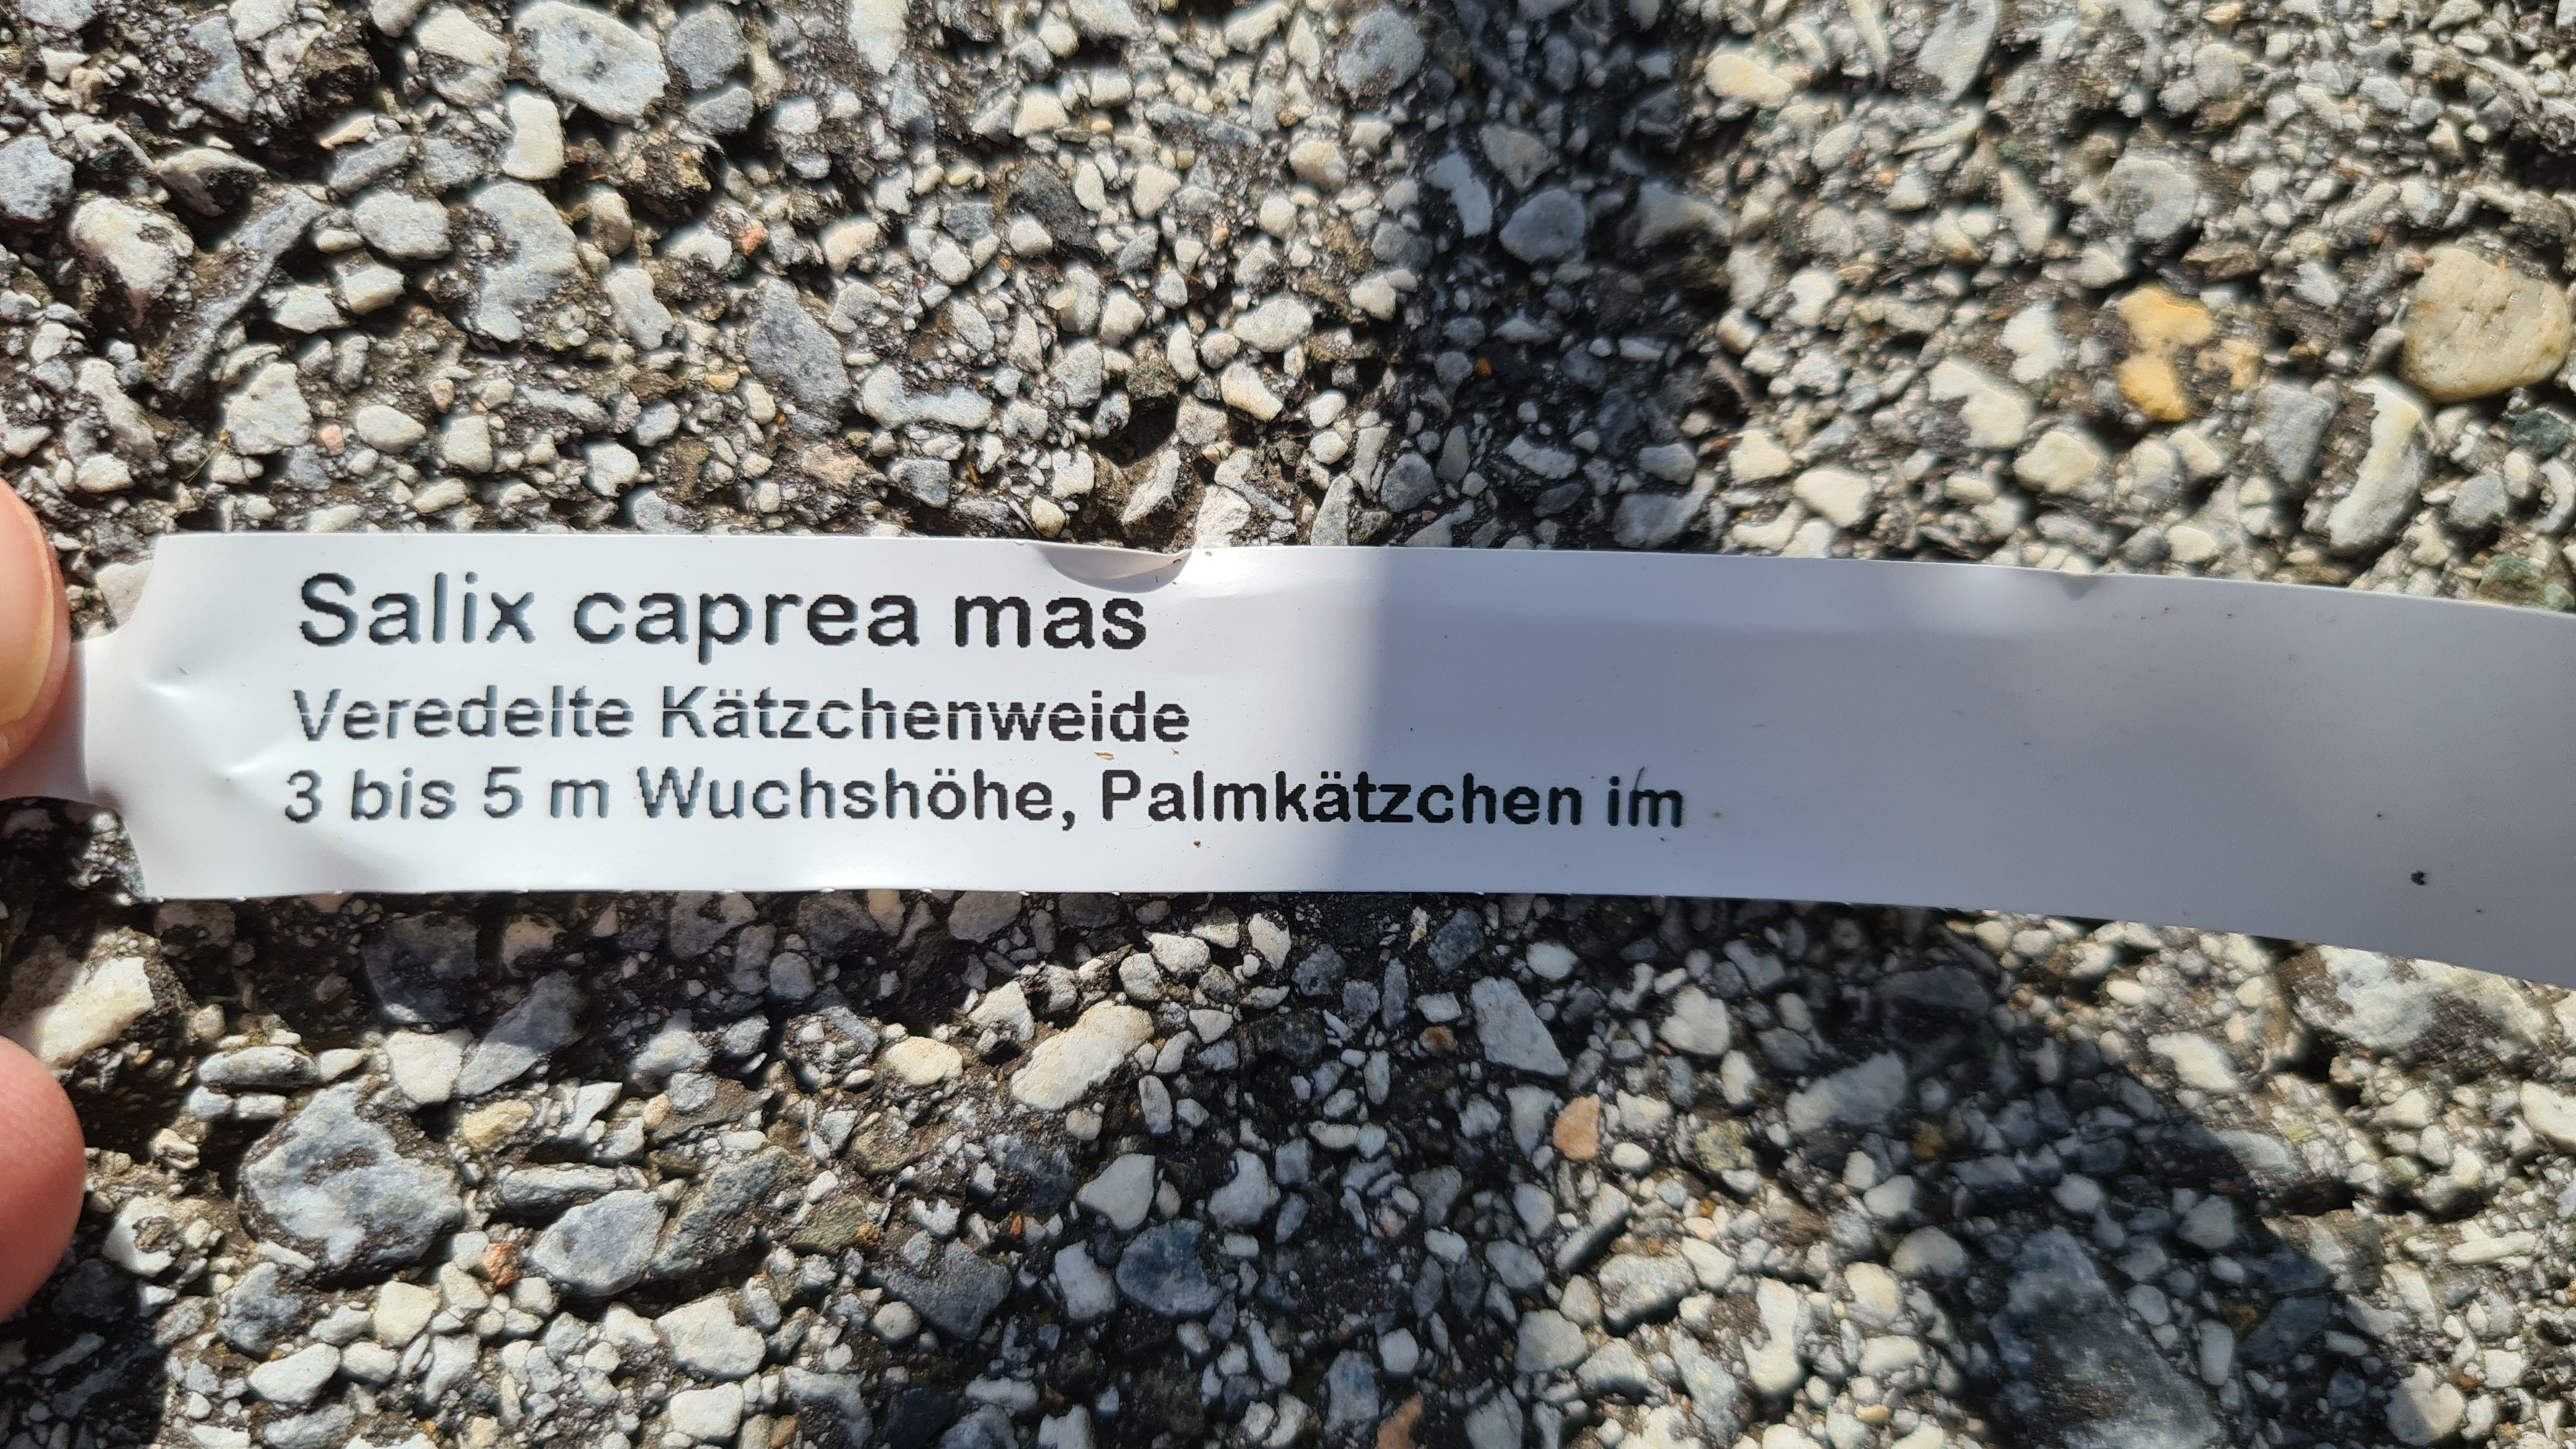 Salix caprea mas
Veredelte Kätzchenweide
3 bis 5 m Wuchshöhe, Palmkätzchen im